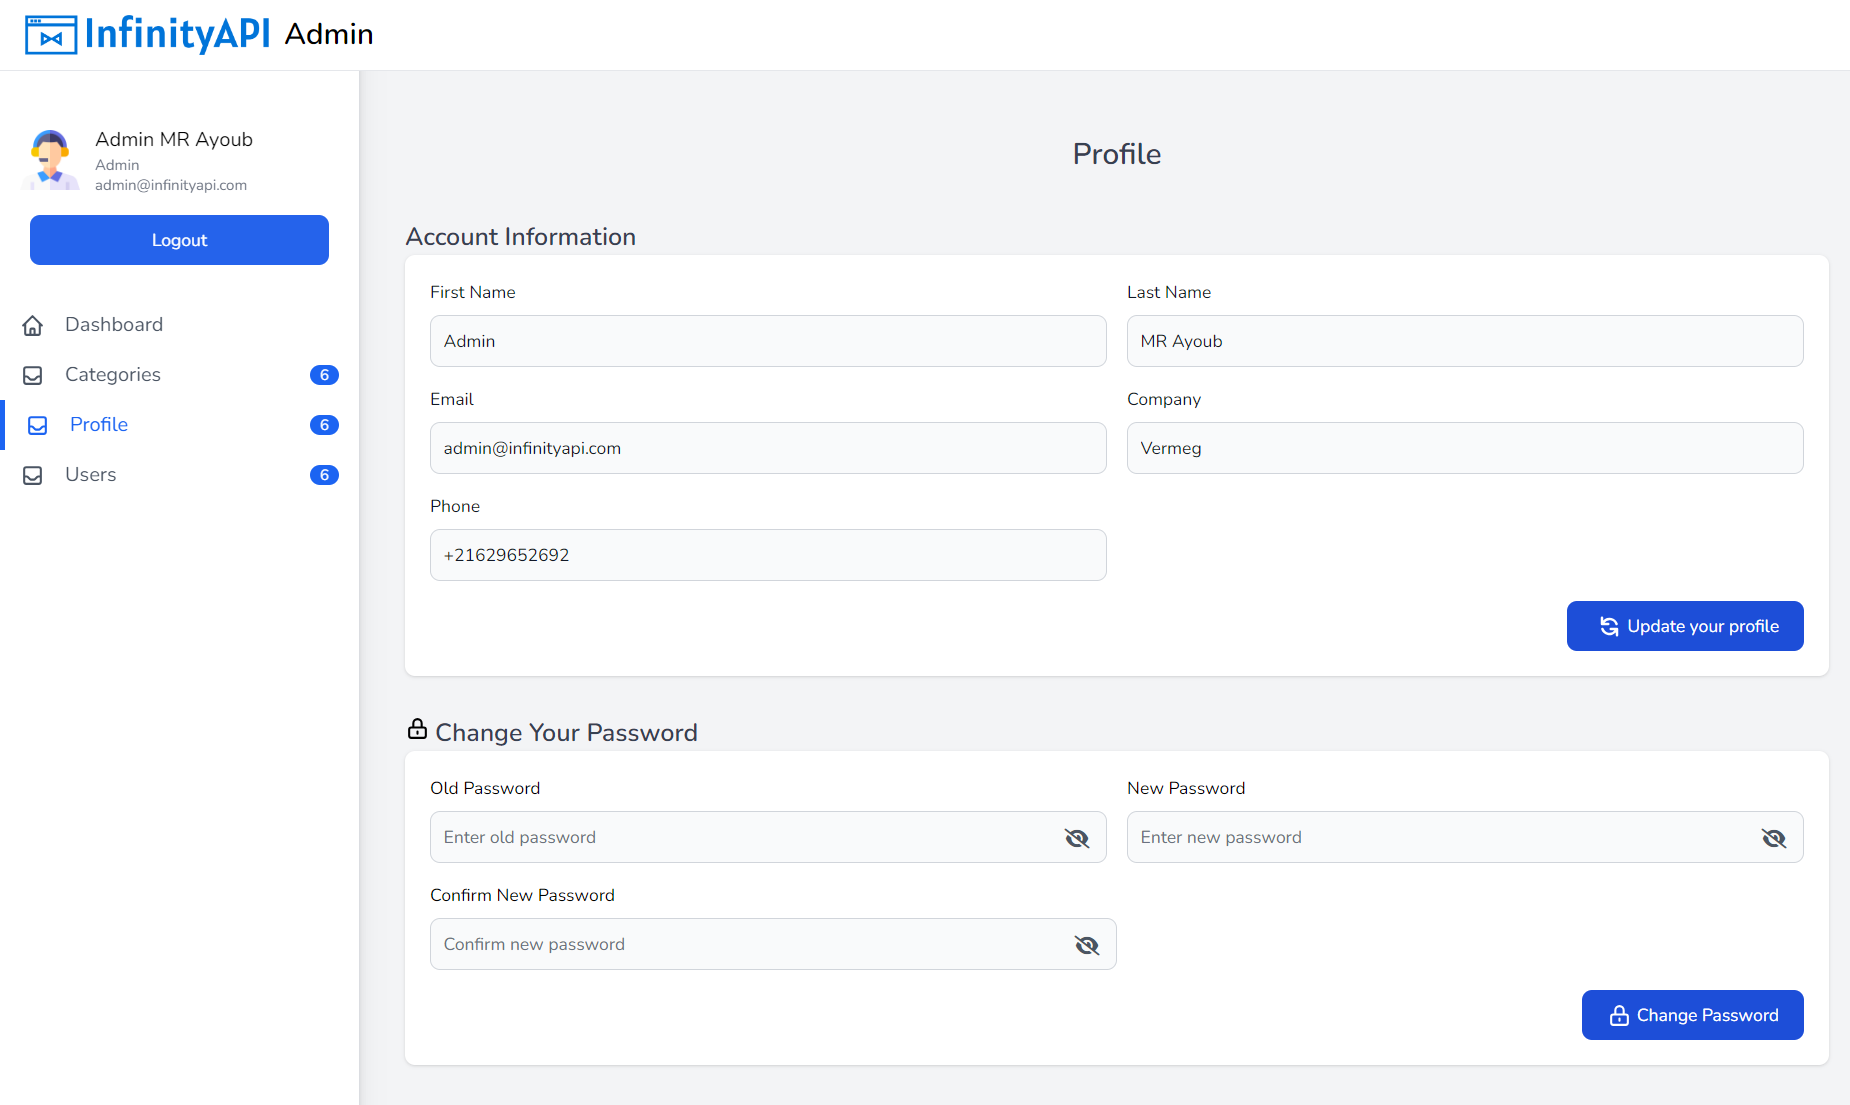 InfinityAPI Admin
Admin MR Ayoub
Admin
admin@infinityapi.com
Logout
Dashboard
Categories 6
Profile 6
Users 6
Profile
Account Information
First Name Last Name
Admin MR Ayoub
Email Company
admin@infinityapi.com Vermeg
Phone
+21629652692
Update your profile
Change Your Password
Old Password New Password
Enter old password Enter new password
Confirm New Password
Confirm new password
Change Password